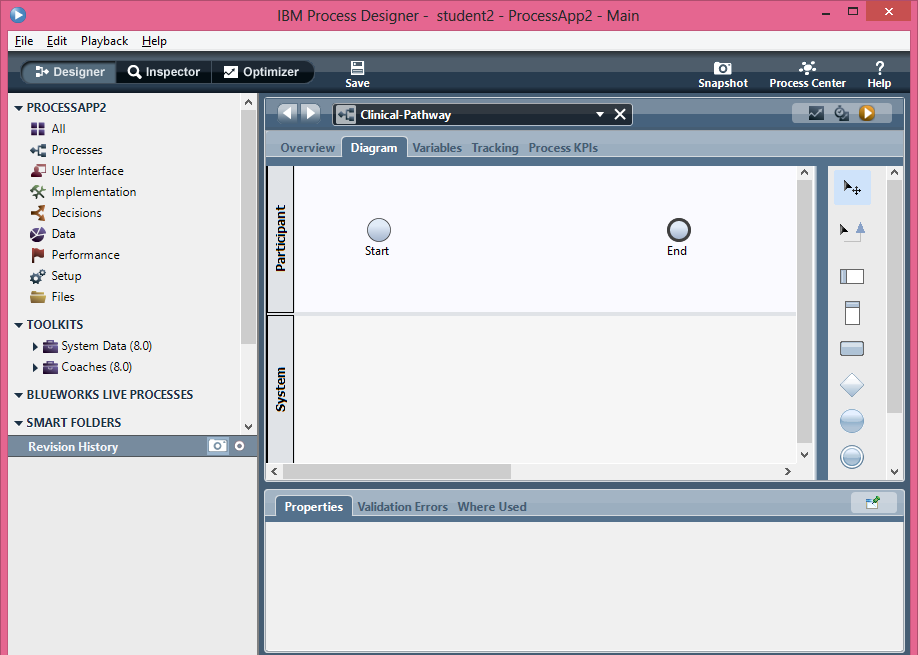 IBM Process Designer -  student2 - ProcessApp2 - Main
File Edit Playback Help
Designer Inspector Optimizer Save Snapshot Process Center Help
PROCESSAPP2
All
Processes
User Interface
Implementation
Decisions
Data
Performance
Setup
Files
TOOLKITS
System Data (8.0)
Coaches (8.0)
BLUEWORKS LIVE PROCESSES
SMART FOLDERS
Revision History
Clinical-Pathway
Overview Diagram Variables Tracking Process KPIs
Participant
Start
End
System
Properties Validation Errors Where Used